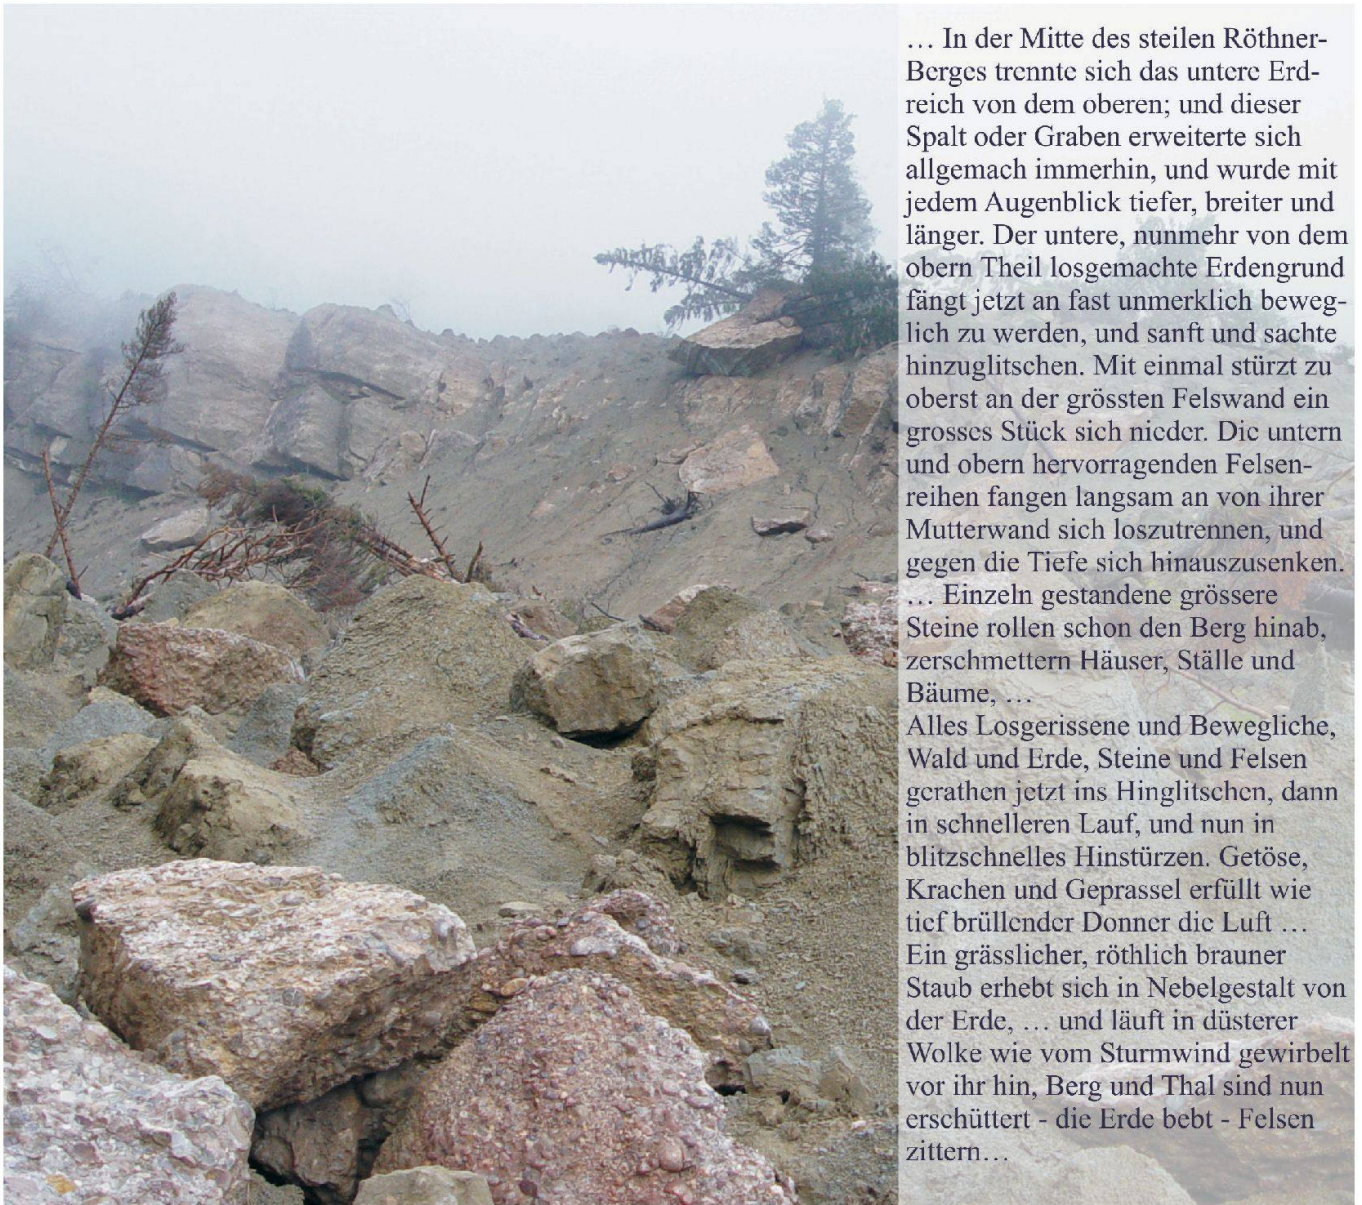 … In der Mitte des steilen Röthner-
Berges trennte sich das untere Erd-
reich von dem oberen; und dieser
Spalt oder Graben erweiterte sich
allgemach immerhin, und wurde mit
jedem Augenblick tiefer, breiter und
länger. Der untere, nunmehr von dem
obern Theil losgemachte Erdengrund
fängt jetzt an fast unmerklich beweg-
lich zu werden, und sanft und sachte
hinzuglitschen. Mit einmal stürzt zu
oberst an der grössten Felswand ein
grosses Stück sich nieder. Die untern
und obern hervorragenden Felsen-
reihen fangen langsam an von ihrer
Mutterwand sich loszutrennen, und
gegen die Tiefe sich hinauszusenken.
… Einzeln gestandene grössere
Steine rollen schon den Berg hinab,
zerschmettern Häuser, Ställe und
Bäume, …
Alles Losgerissene und Bewegliche,
Wald und Erde, Steine und Felsen
gerathen jetzt ins Hinglitschen, dann
in schnelleren Lauf, und nun in
blitzschnelles Hinstürzen. Getöse,
Krachen und Geprassel erfüllt wie
tief brüllender Donner die Luft …
Ein grässlicher, röthlich brauner
Staub erhebt sich in Nebelgestalt von
der Erde, … und läuft in düsterer
Wolke wie vom Sturmwind gewirbelt
vor ihr hin, Berg und Thal sind nun
erschüttert - die Erde bebt - Felsen
zittern…